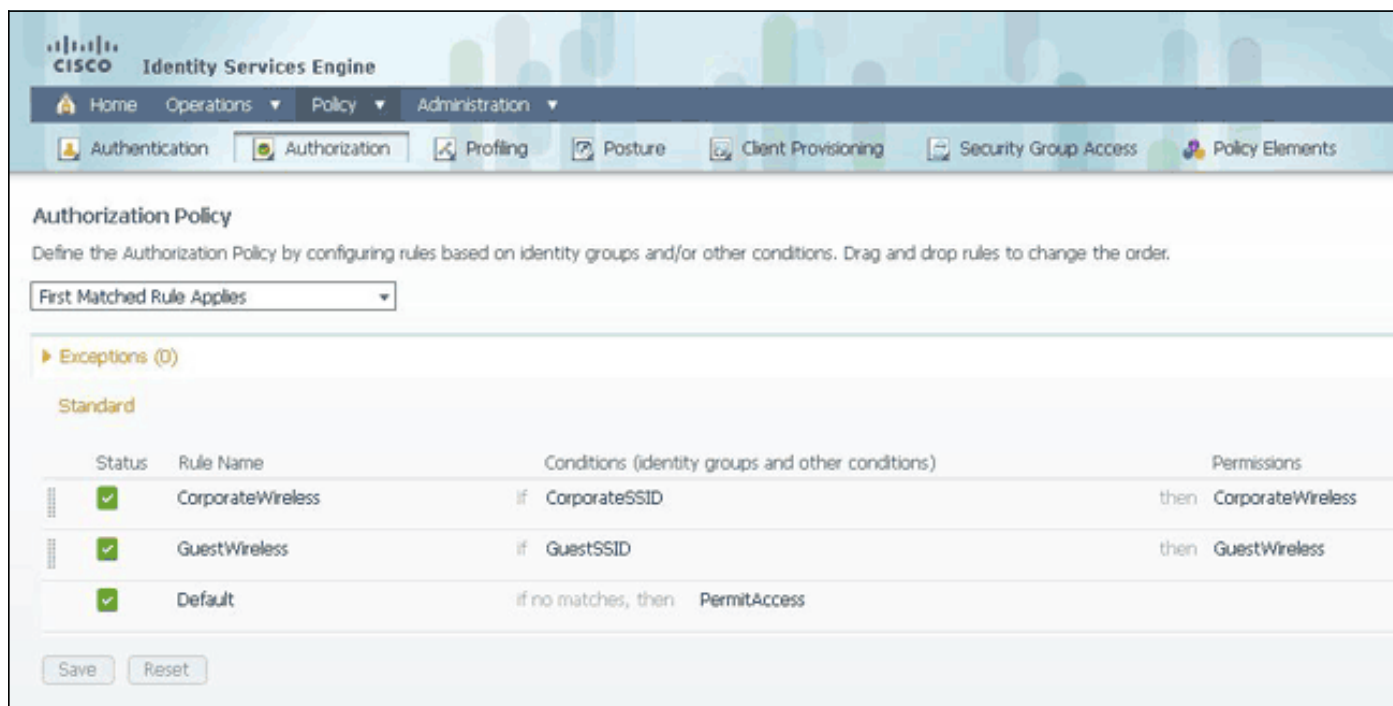 CISCO Identity Services Engine
Home Operations Policy Administration
Authentication Authorization Profiling Posture Client Provisioning Security Group Access Policy Elements
Authorization Policy
Define the Authorization Policy by configuring rules based on identity groups and/or other conditions. Drag and drop rules to change the order.
First Matched Rule Applies
Exceptions (0)
Standard
Status Rule Name Conditions (identity groups and other conditions) Permissions
CorporateWireless if CorporateSSID then CorporateWireless
GuestWireless if GuestSSID then GuestWireless
Default if no matches, then PermitAccess
Save Reset